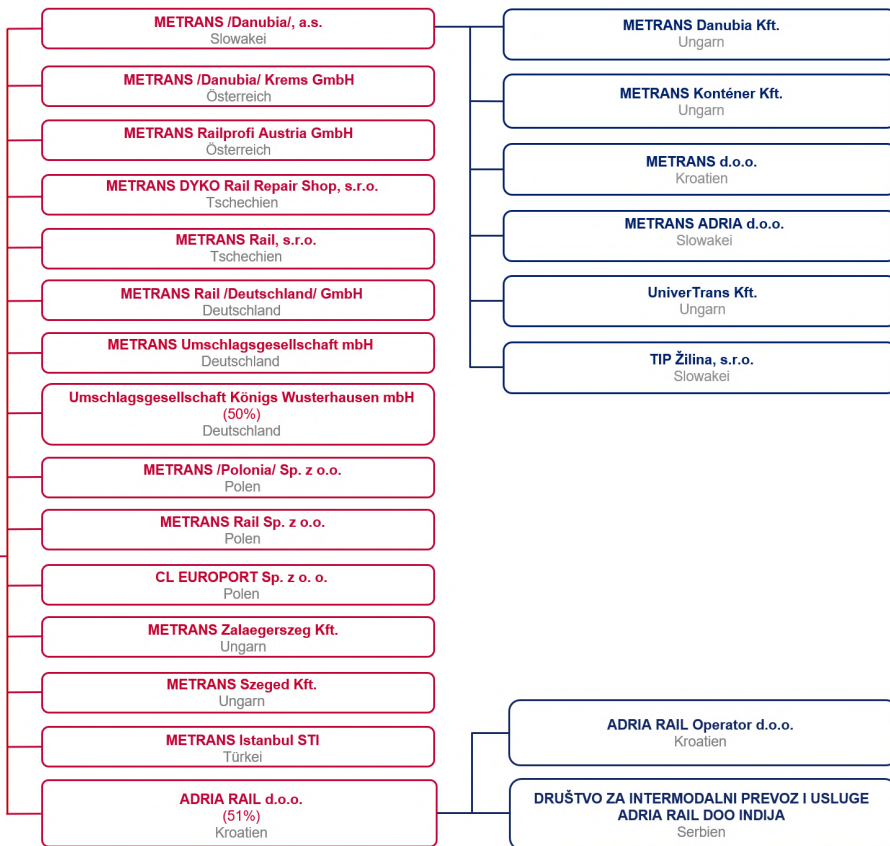 METRANS /Danubia/, a.s.
Slowakei
METRANS /Danubia/ Krems GmbH
Österreich
METRANS Railprofi Austria GmbH
Österreich
METRANS DYKO Rail Repair Shop, s.r.o.
Tschechien
METRANS Rail, s.r.o.
Tschechien
METRANS Rail /Deutschland/ GmbH
Deutschland
METRANS Umschlagsgesellschaft mbH
Deutschland
Umschlagsgesellschaft Königs Wusterhausen mbH
(50%)
Deutschland
METRANS /Polonia/ Sp. z o.o.
Polen
METRANS Rail Sp. z o.o.
Polen
CL EUROPORT Sp. z o. o.
Polen
METRANS Zalaegerszeg Kft.
Ungarn
METRANS Szeged Kft.
Ungarn
METRANS Istanbul STI
Türkei
ADRIA RAIL d.o.o.
(51%)
Kroatien
METRANS Danubia Kft.
Ungarn
METRANS Konténer Kft.
Ungarn
METRANS d.o.o.
Kroatien
METRANS ADRIA d.o.o.
Slowakei
UniverTrans Kft.
Ungarn
TIP Žilina, s.r.o.
Slowakei
ADRIA RAIL Operator d.o.o.
Kroatien
DRUŠTVO ZA INTERMODALNI PREVOZ I USLUGE
ADRIA RAIL DOO INDIJA
Serbien